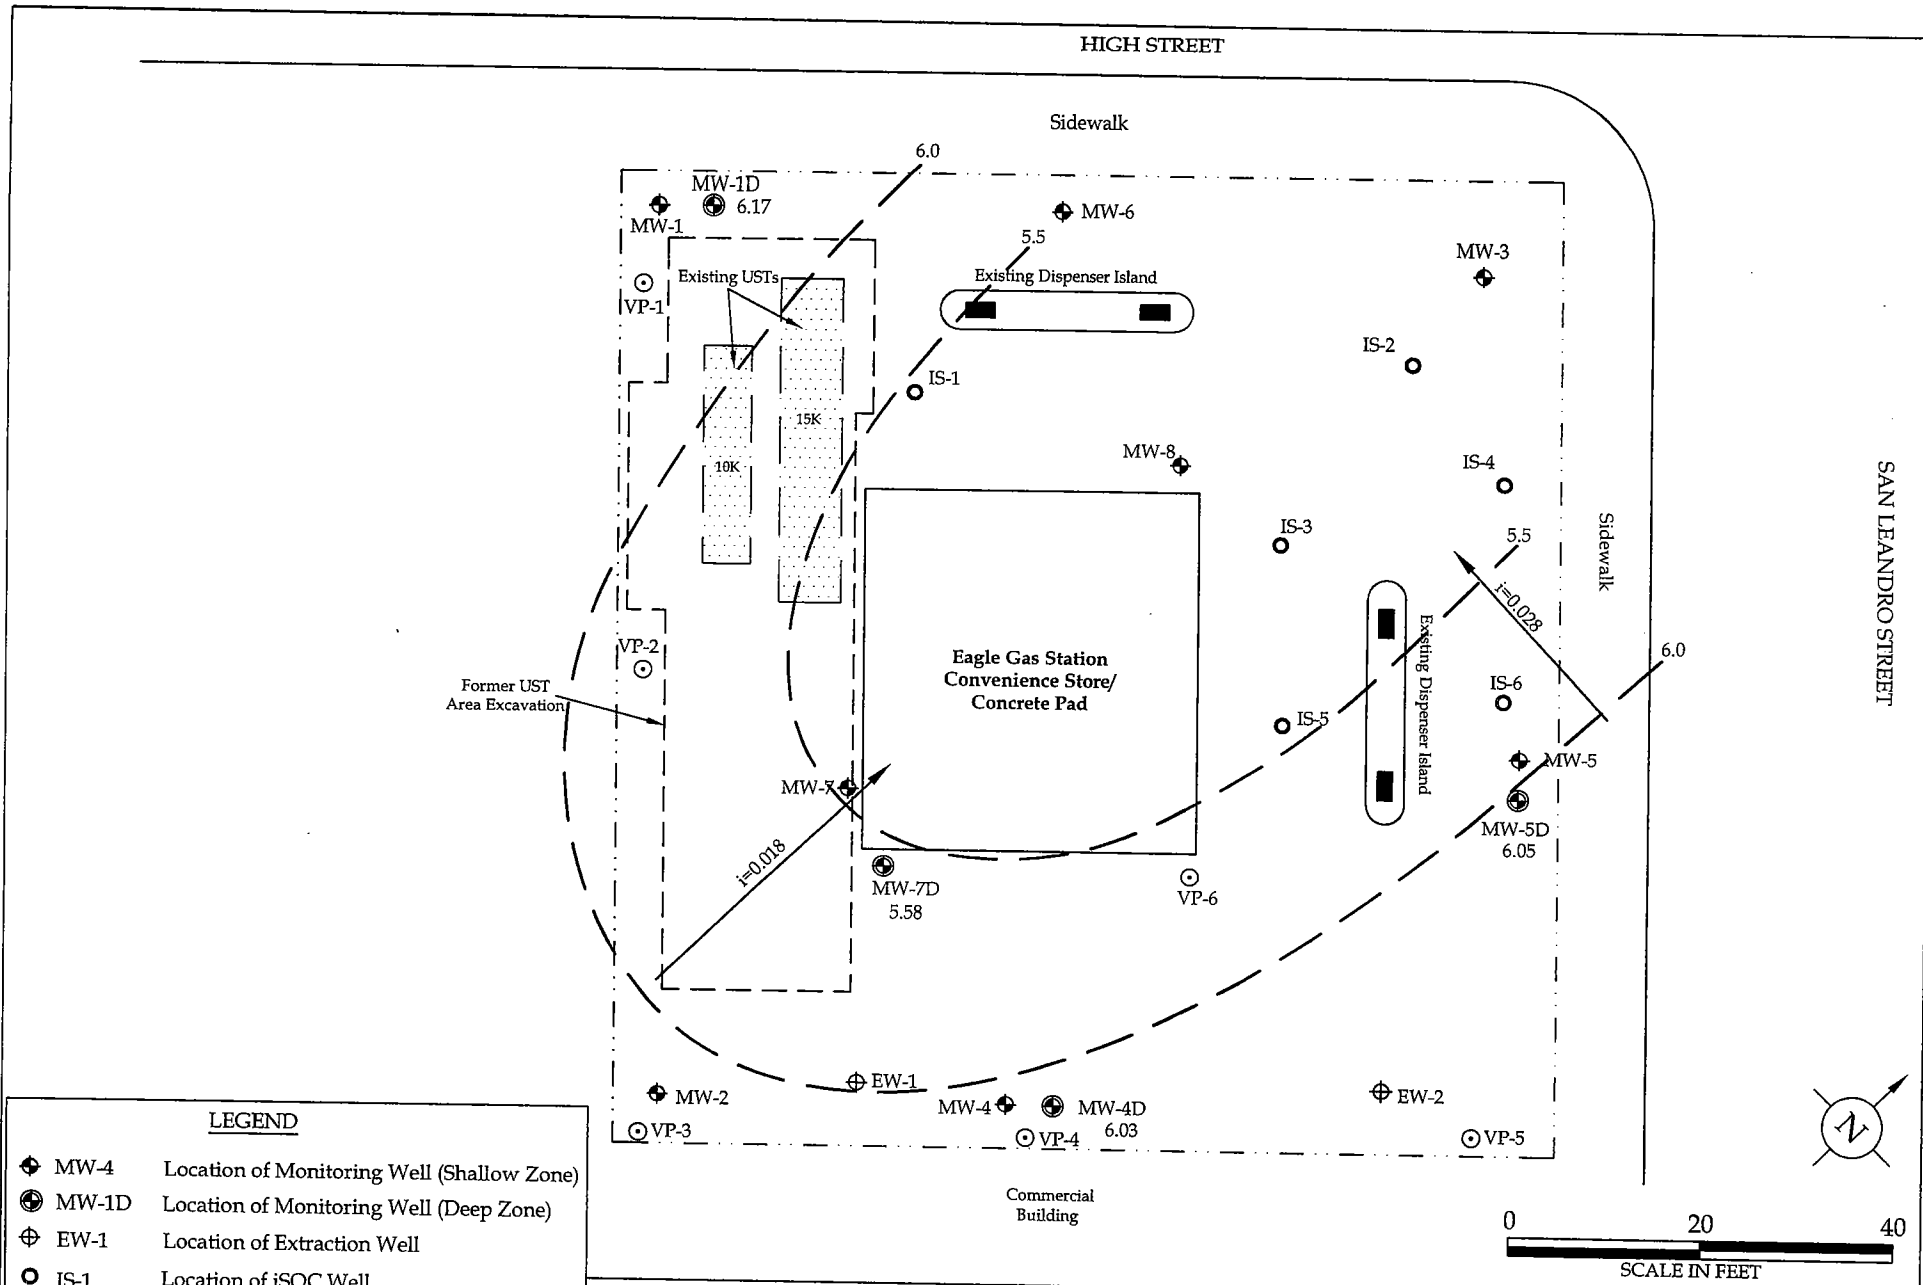 HIGH STREET
Sidewalk
6.0
MW-1D
6.17
MW-1
MW-6
5.5
MW-3
Existing USTs
Existing Dispenser Island
VP-1
IS-2
IS-1
15K
MW-8
IS-4
10K
SAN LEANDRO STREET
IS-3
5.5
Sidewalk
i=0.028
VP-2
6.0
Eagle Gas Station
Convenience Store/
Concrete Pad
Existing Dispenser Island
Former UST
Area Excavation
IS-6
IS-5
MW-5
MW-7
MW-5D
6.05
i=0.018
MW-7D
5.58
VP-6
EW-1
MW-2
MW-4
MW-4D
6.03
EW-2
VP-3
VP-4
VP-5
N
Commercial
Building
LEGEND
MW-4 Location of Monitoring Well (Shallow Zone)
MW-1D Location of Monitoring Well (Deep Zone)
EW-1 Location of Extraction Well
IS-1 Location of iSOC Well
0 20 40
SCALE IN FEET